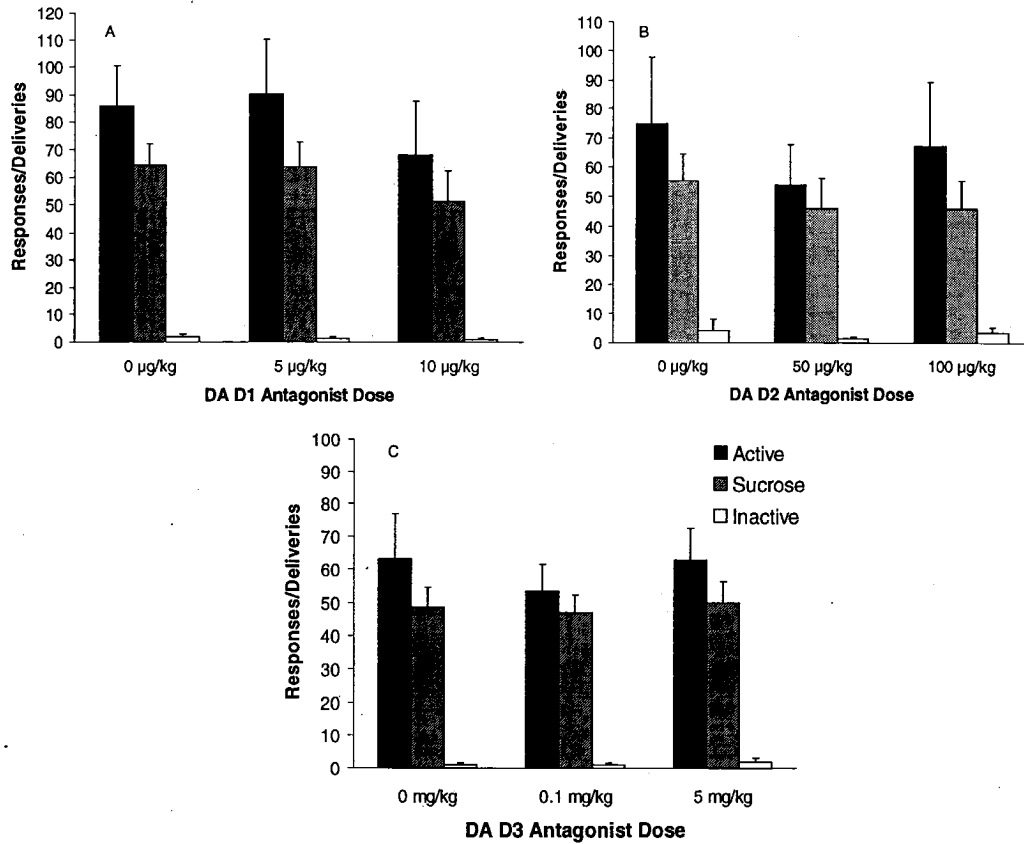 A
Responses/Deliveries
120
110
100
90
80
70
60
50
40
30
20
10
0
0 µg/kg 5 µg/kg 10 µg/kg
DA D1 Antagonist Dose
B
Responses/Deliveries
110
100
90
80
70
60
50
40
30
20
10
0
0 µg/kg 50 µg/kg 100 µg/kg
DA D2 Antagonist Dose
C
Responses/Deliveries
100
90
80
70
60
50
40
30
20
10
0
Active
Sucrose
Inactive
0 mg/kg 0.1 mg/kg 5 mg/kg
DA D3 Antagonist Dose